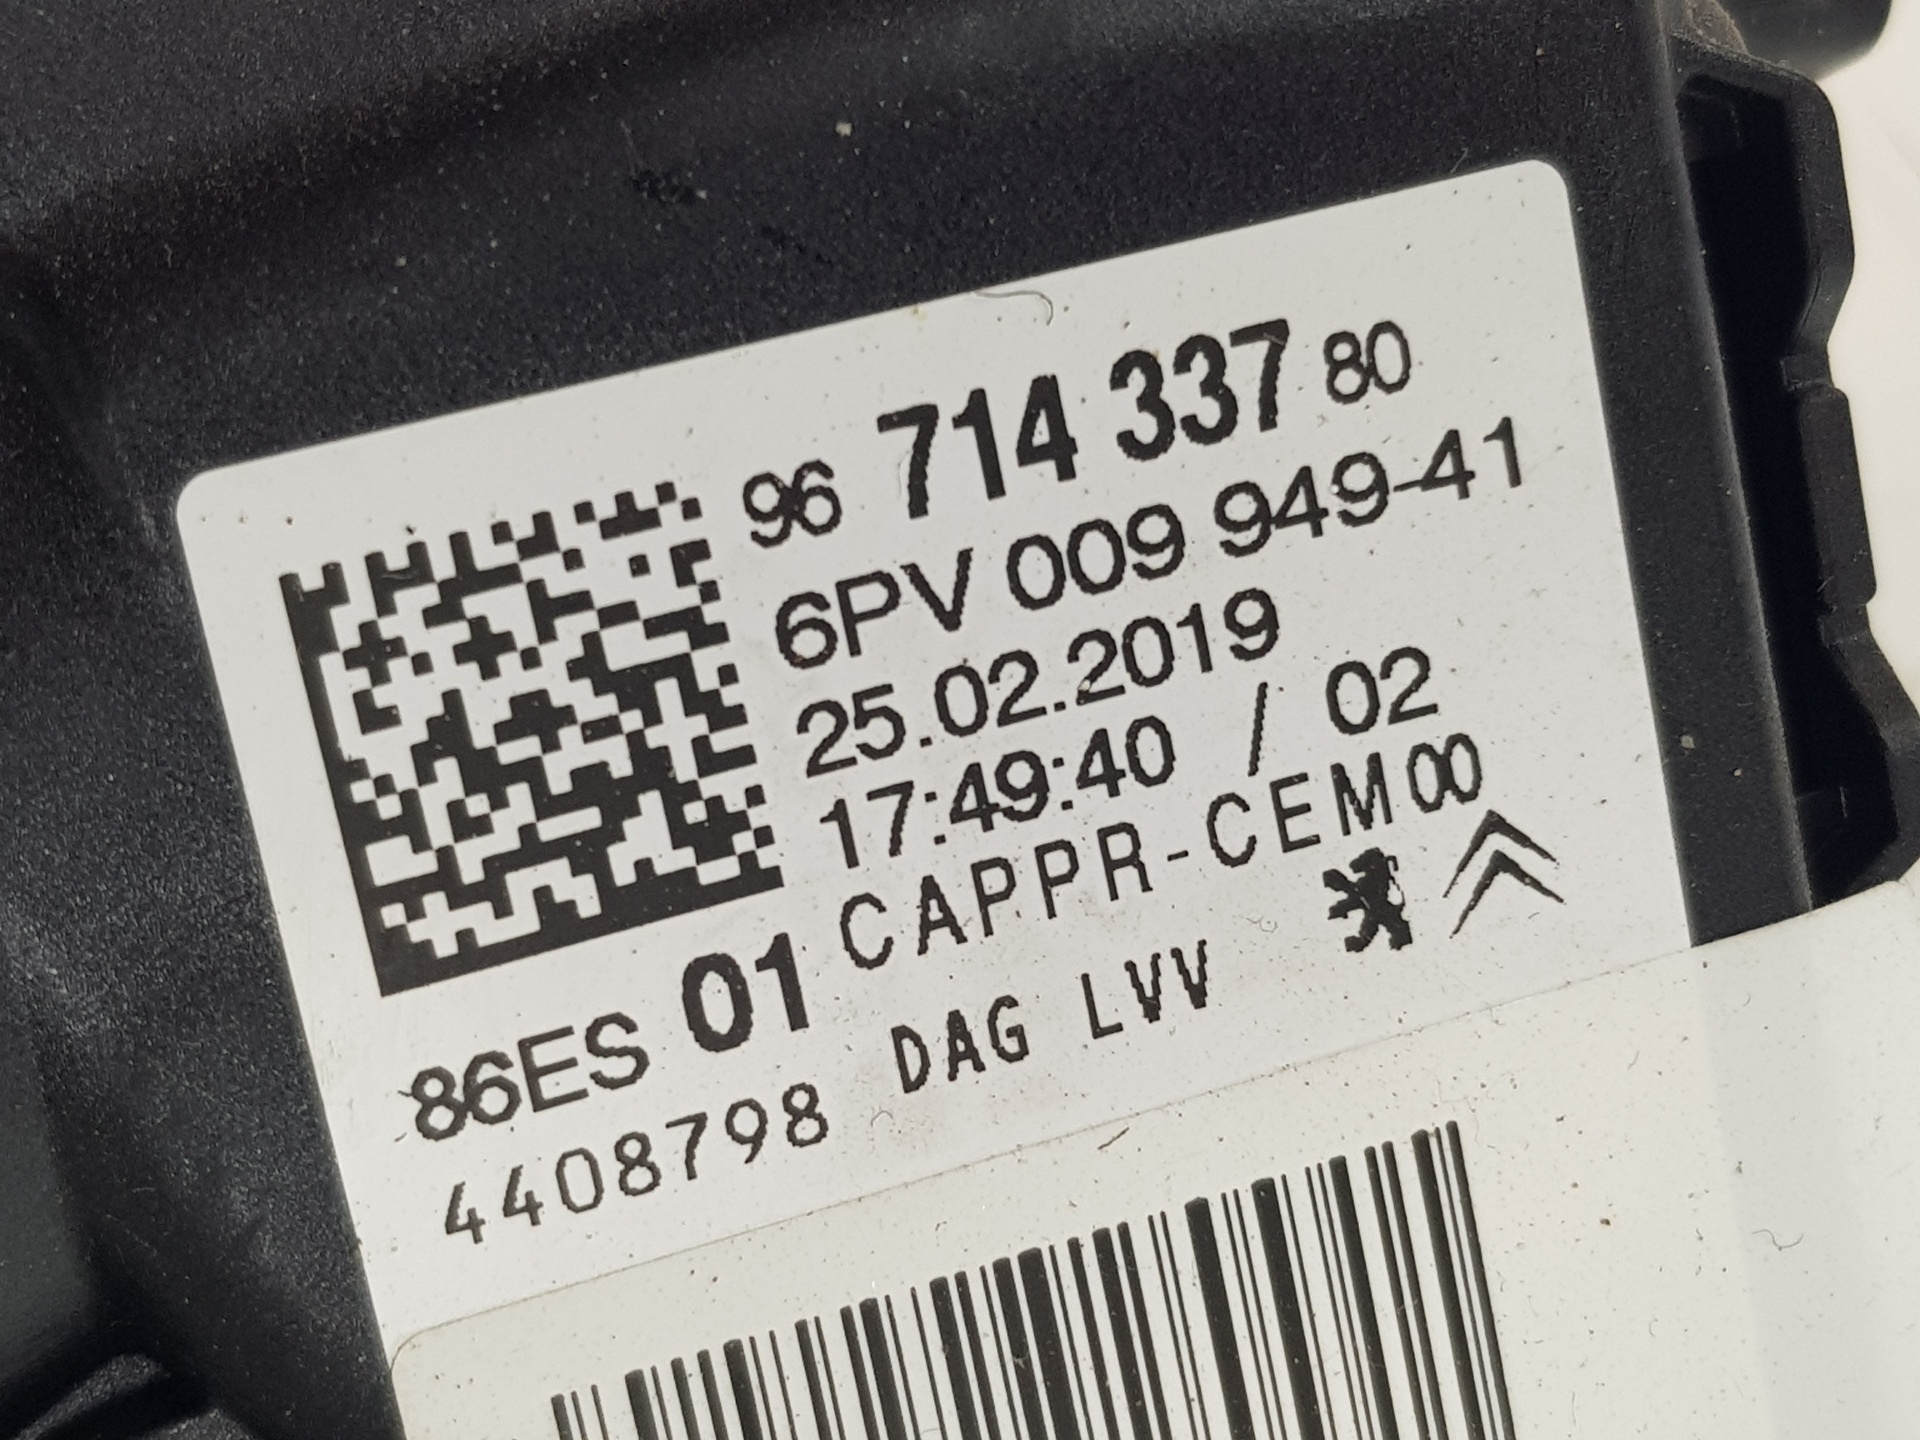 96 714 337 80
6PV 009 949-41
25.02.2019
17:49:40 / 02
86ES 01 CAPPR-CEM00
4408798 DAG LVV